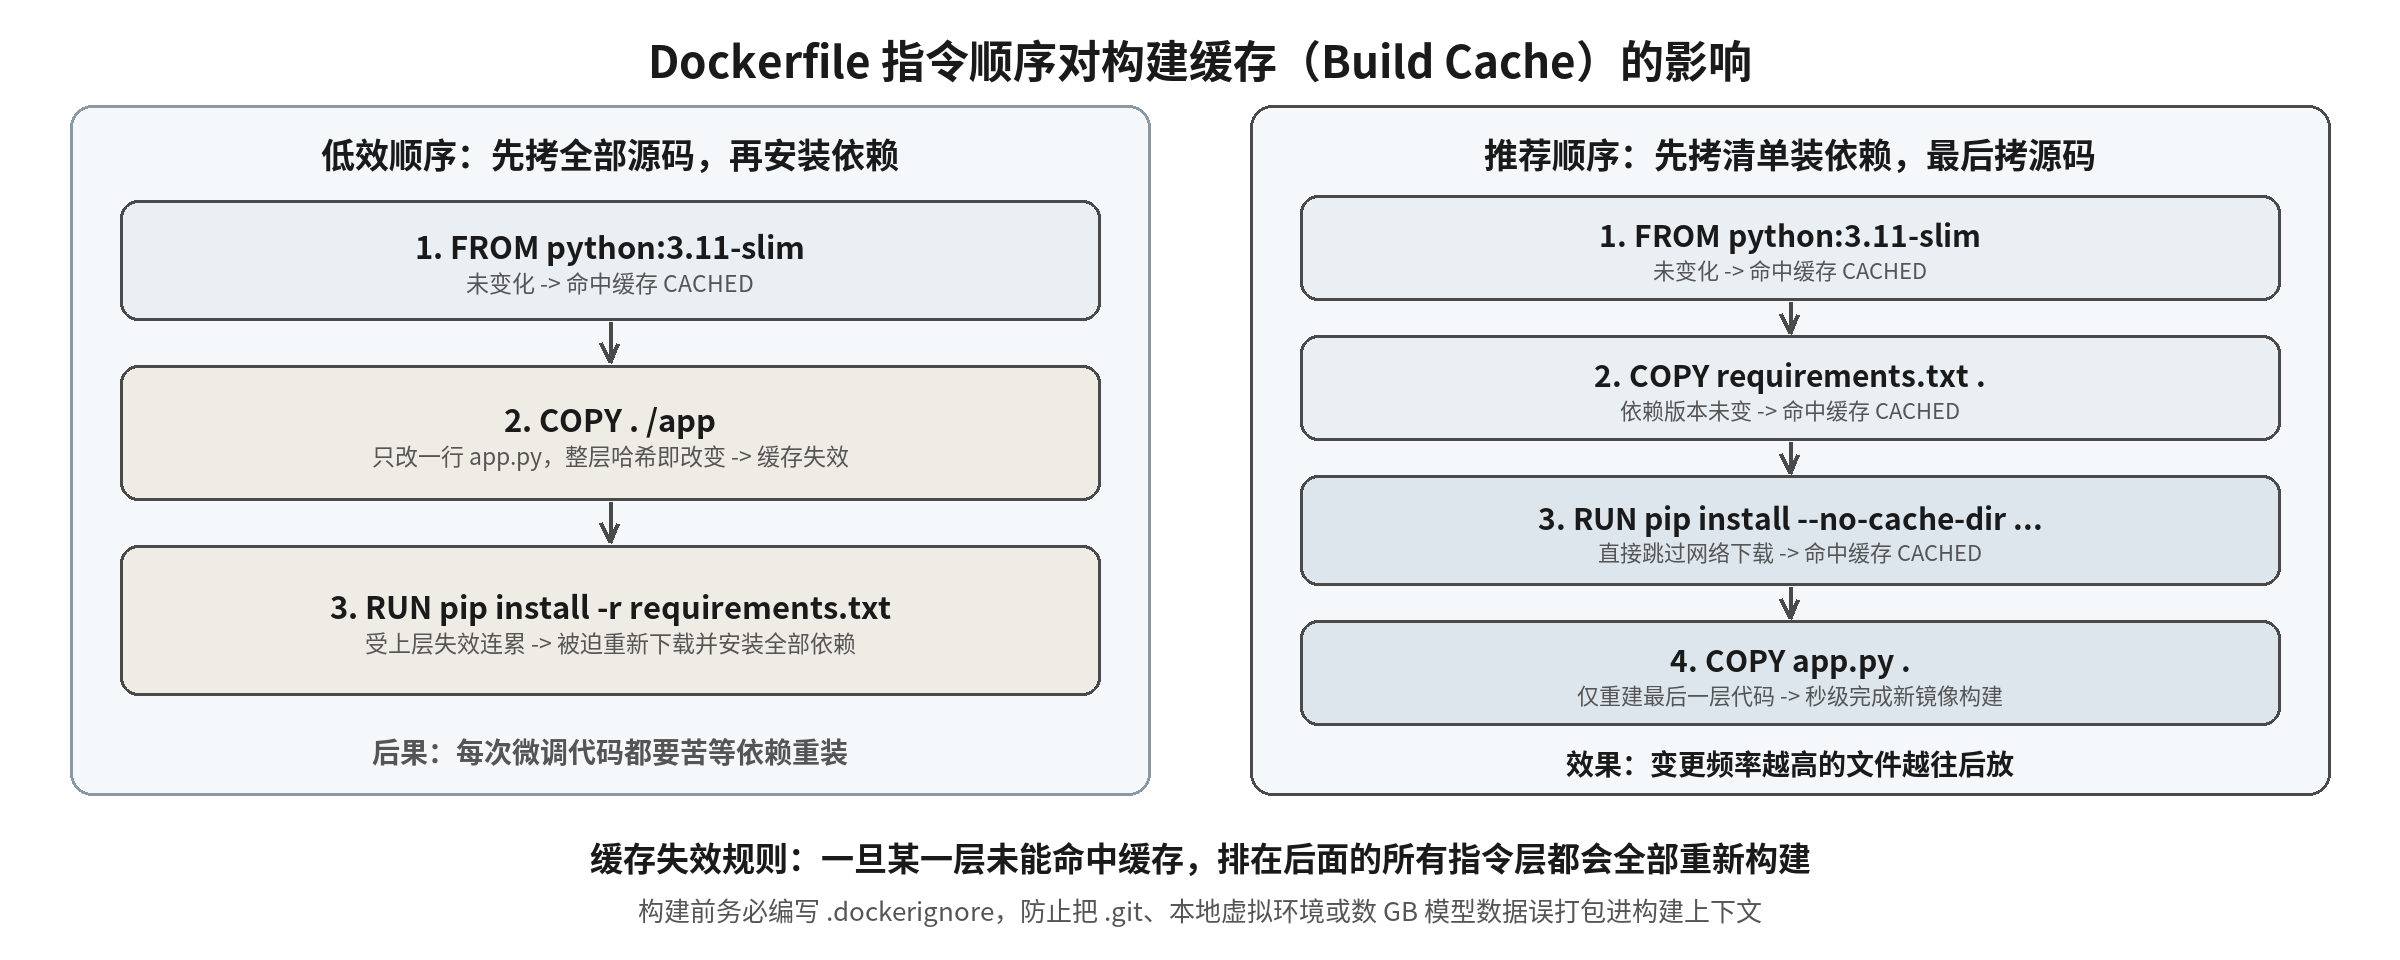 Dockerfile 指令顺序对构建缓存（Build Cache）的影响
低效顺序：先拷全部源码，再安装依赖
1. FROM python:3.11-slim
未变化 -> 命中缓存 CACHED
2. COPY . /app
只改一行 app.py，整层哈希即改变 -> 缓存失效
3. RUN pip install -r requirements.txt
受上层失效连累 -> 被迫重新下载并安装全部依赖
后果：每次微调代码都要苦等依赖重装
推荐顺序：先拷清单装依赖，最后拷源码
1. FROM python:3.11-slim
未变化 -> 命中缓存 CACHED
2. COPY requirements.txt .
依赖版本未变 -> 命中缓存 CACHED
3. RUN pip install --no-cache-dir ...
直接跳过网络下载 -> 命中缓存 CACHED
4. COPY app.py .
仅重建最后一层代码 -> 秒级完成新镜像构建
效果：变更频率越高的文件越往后放
缓存失效规则：一旦某一层未能命中缓存，排在后面的所有指令层都会全部重新构建
构建前务必编写 .dockerignore，防止把 .git、本地虚拟环境或数 GB 模型数据误打包进构建上下文